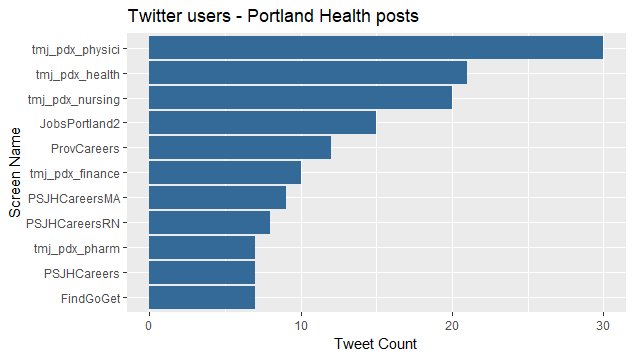 Twitter users - Portland Health posts
Screen Name
tmj_pdx_physici
tmj_pdx_health
tmj_pdx_nursing
JobsPortland2
ProvCareers
tmj_pdx_finance
PSJHCareersMA
PSJHCareersRN
tmj_pdx_pharm
PSJHCareers
FindGoGet
0 10 20 30
Tweet Count